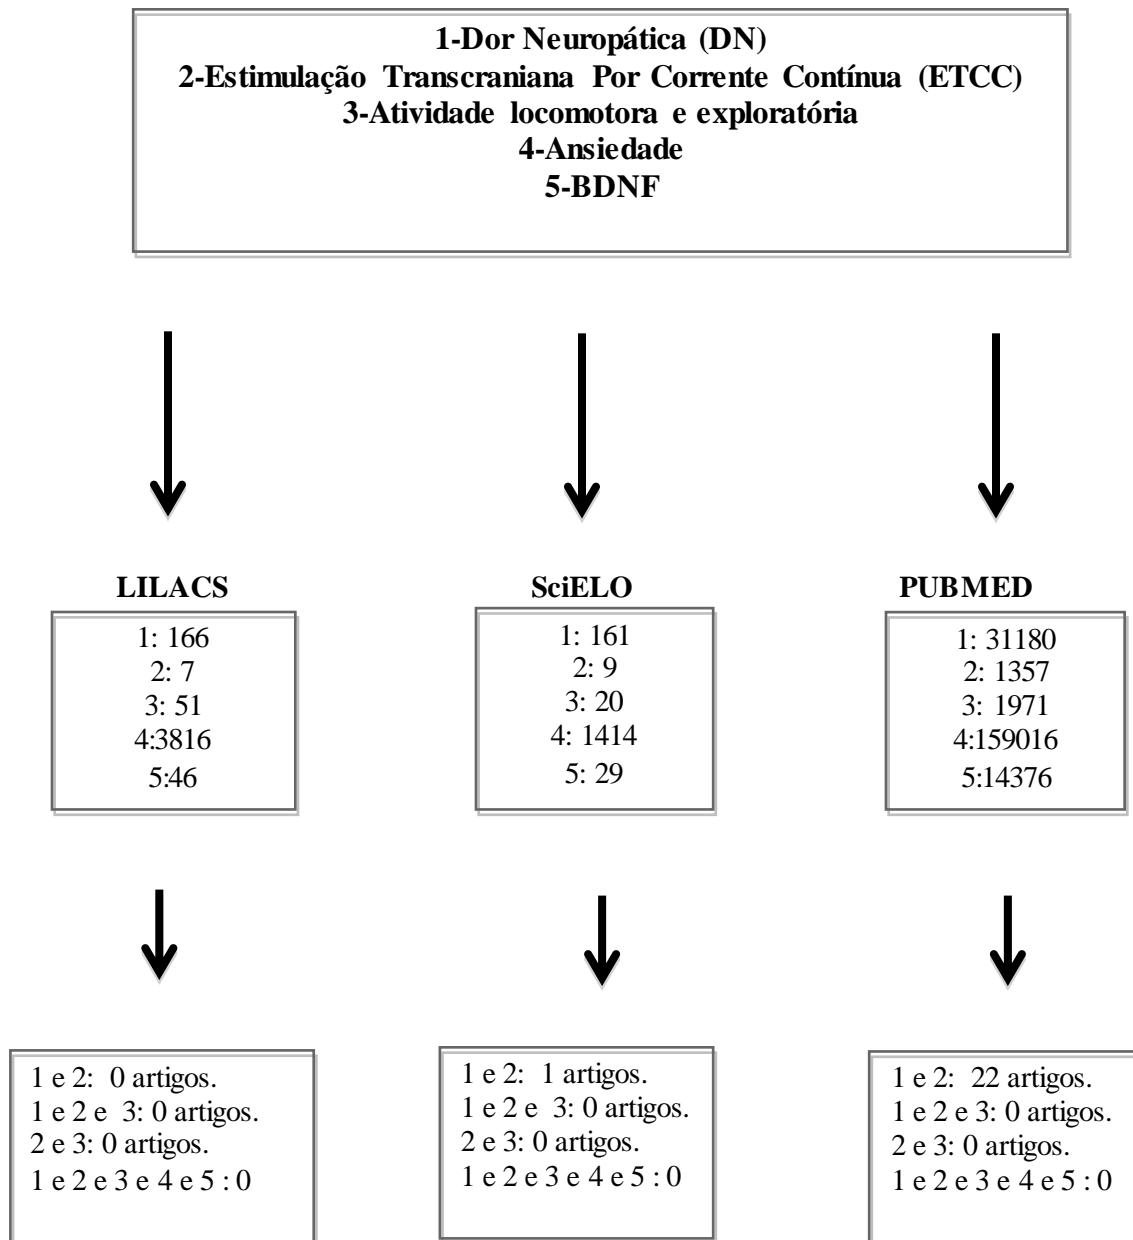 1-Dor Neuropática (DN)
2-Estimulação Transcraniana Por Corrente Contínua (ETCC)
3-Atividade locomotora e exploratória
4-Ansiedade
5-BDNF
LILACS
1: 166
2: 7
3: 51
4:3816
5:46
SciELO
1: 161
2: 9
3: 20
4: 1414
5: 29
PUBMED
1: 31180
2: 1357
3: 1971
4:159016
5:14376
1 e 2: 0 artigos.
1 e 2 e 3: 0 artigos.
2 e 3: 0 artigos.
1 e 2 e 3 e 4 e 5 : 0
1 e 2: 1 artigos.
1 e 2 e 3: 0 artigos.
2 e 3: 0 artigos.
1 e 2 e 3 e 4 e 5 : 0
1 e 2: 22 artigos.
1 e 2 e 3: 0 artigos.
2 e 3: 0 artigos.
1 e 2 e 3 e 4 e 5 : 0